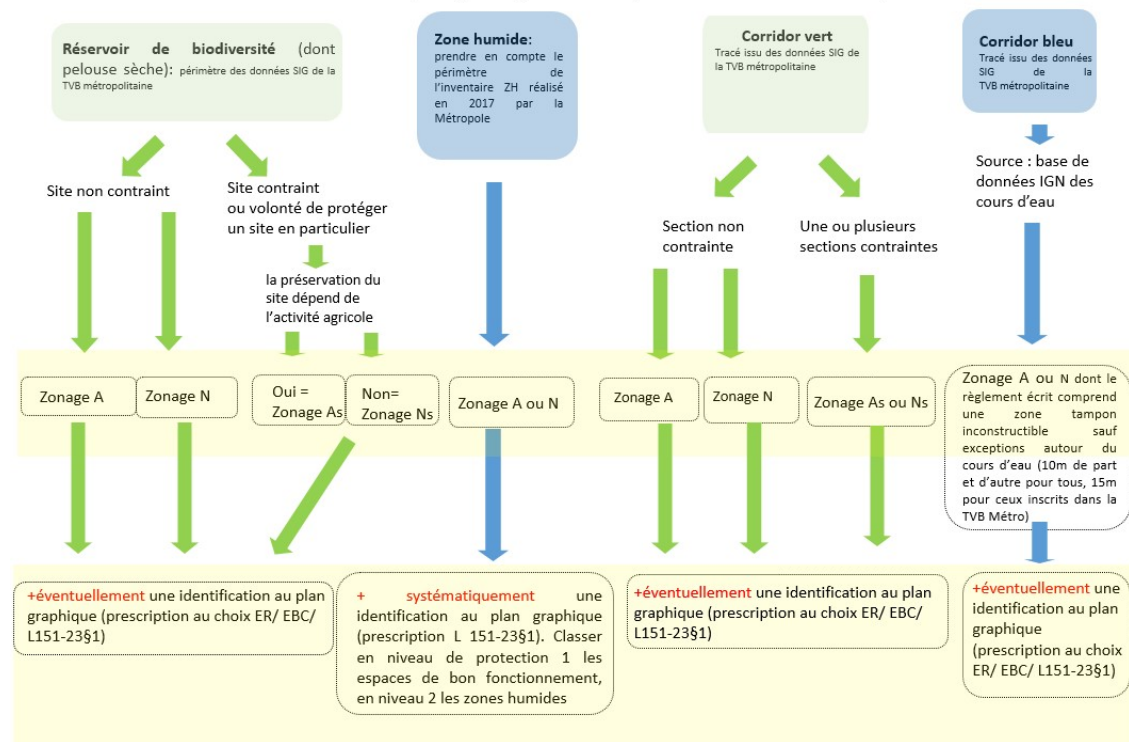 Réservoir de biodiversité (dont
pelouse sèche): périmètre des données SIG de la
TVB métropolitaine
Zone humide:
prendre en compte le
périmètre de
l'inventaire ZH réalisé
en 2017 par la
Métropole
Corridor vert
Tracé issu des données SIG de
la TVB métropolitaine
Corridor bleu
Tracé issu des données
SIG de la
TVB métropolitaine
Site non contraint
Site contraint
ou volonté de protéger
un site en particulier
la préservation du
site dépend de
l'activité agricole
Section non
contrainte
Une ou plusieurs
sections contraintes
Source : base de
données IGN des
cours d'eau
Zonage A
Zonage N
Oui =
Zonage As
Non=
Zonage Ns
Zonage A ou N
Zonage A
Zonage N
Zonage As ou Ns
Zonage A ou N dont le
règlement écrit comprend
une zone tampon
inconstructible sauf
exceptions autour du
cours d'eau (10m de part
et d'autre pour tous, 15m
pour ceux inscrits dans la
TVB Métro)
+éventuellement une identification au plan
graphique (prescription au choix ER/ EBC/
L151-23§1)
+ systématiquement une
identification au plan graphique
(prescription L 151-23§1). Classer
en niveau de protection 1 les
espaces de bon fonctionnement,
en niveau 2 les zones humides
+éventuellement une identification au plan
graphique (prescription au choix ER/ EBC/
L151-23§1)
+éventuellement une
identification au plan
graphique
(prescription au choix
ER/ EBC/ L151-23§1)